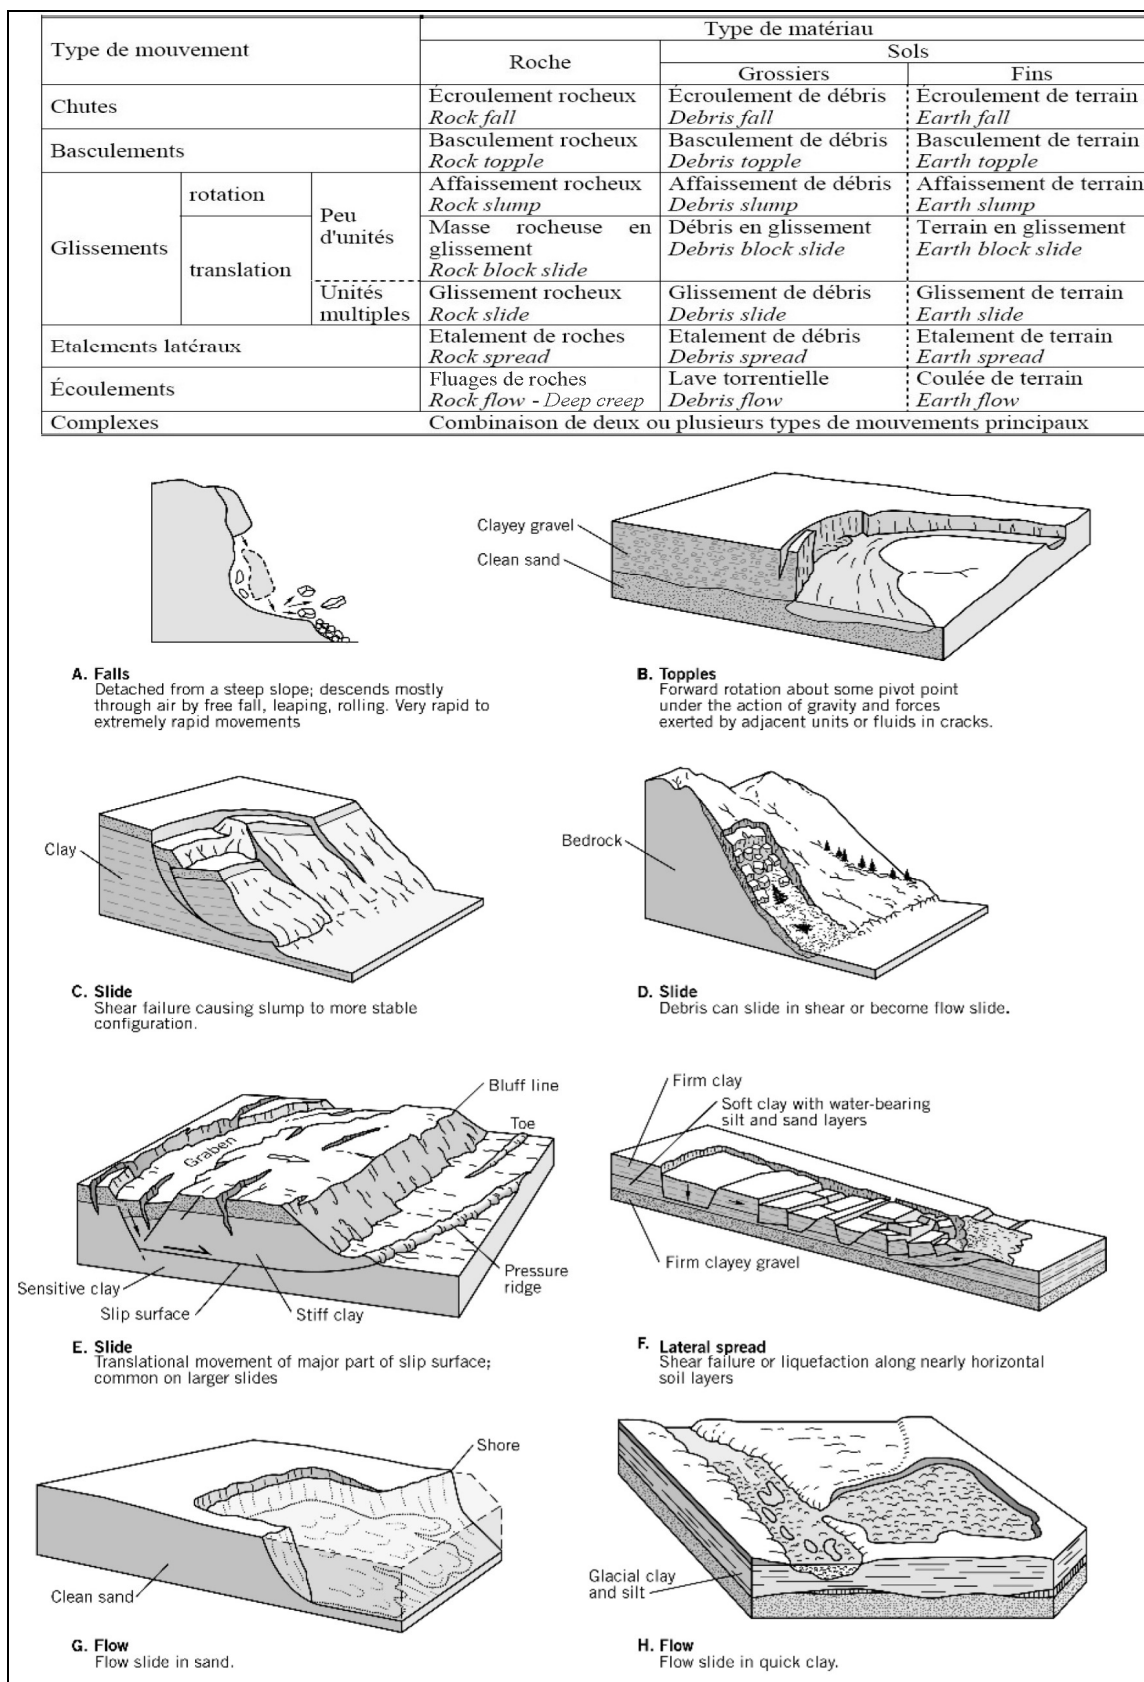 Type de mouvement
Type de matériau
Roche
Sols
Grossiers
Fins
Chutes
Écroulement rocheux
Rock fall
Écroulement de débris
Debris fall
Écroulement de terrain
Earth fall
Basculements
Basculement rocheux
Rock topple
Basculement de débris
Debris topple
Basculement de terrain
Earth topple
Glissements
rotation
Peu
d'unités
Affaissement rocheux
Rock slump
Affaissement de débris
Debris slump
Affaissement de terrain
Earth slump
translation
Masse rocheuse en
glissement
Rock block slide
Débris en glissement
Debris block slide
Terrain en glissement
Earth block slide
Unités
multiples
Glissement rocheux
Rock slide
Glissement de débris
Debris slide
Glissement de terrain
Earth slide
Etalements latéraux
Etalement de roches
Rock spread
Etalement de débris
Debris spread
Etalement de terrain
Earth spread
Écoulements
Fluages de roches
Rock flow - Deep creep
Lave torrentielle
Debris flow
Coulée de terrain
Earth flow
Complexes
Combinaison de deux ou plusieurs types de mouvements principaux
A. Falls
Detached from a steep slope; descends mostly
through air by free fall, leaping, rolling. Very rapid to
extremely rapid movements
Clayey gravel
Clean sand
B. Topples
Forward rotation about some pivot point
under the action of gravity and forces
exerted by adjacent units or fluids in cracks.
Clay
C. Slide
Shear failure causing slump to more stable
configuration.
Bedrock
D. Slide
Debris can slide in shear or become flow slide.
Bluff line
Toe
Graben
Pressure
ridge
Sensitive clay
Slip surface
Stiff clay
E. Slide
Translational movement of major part of slip surface;
common on larger slides
Firm clay
Soft clay with water-bearing
silt and sand layers
Firm clayey gravel
F. Lateral spread
Shear failure or liquefaction along nearly horizontal
soil layers
Shore
Clean sand
G. Flow
Flow slide in sand.
Glacial clay
and silt
H. Flow
Flow slide in quick clay.